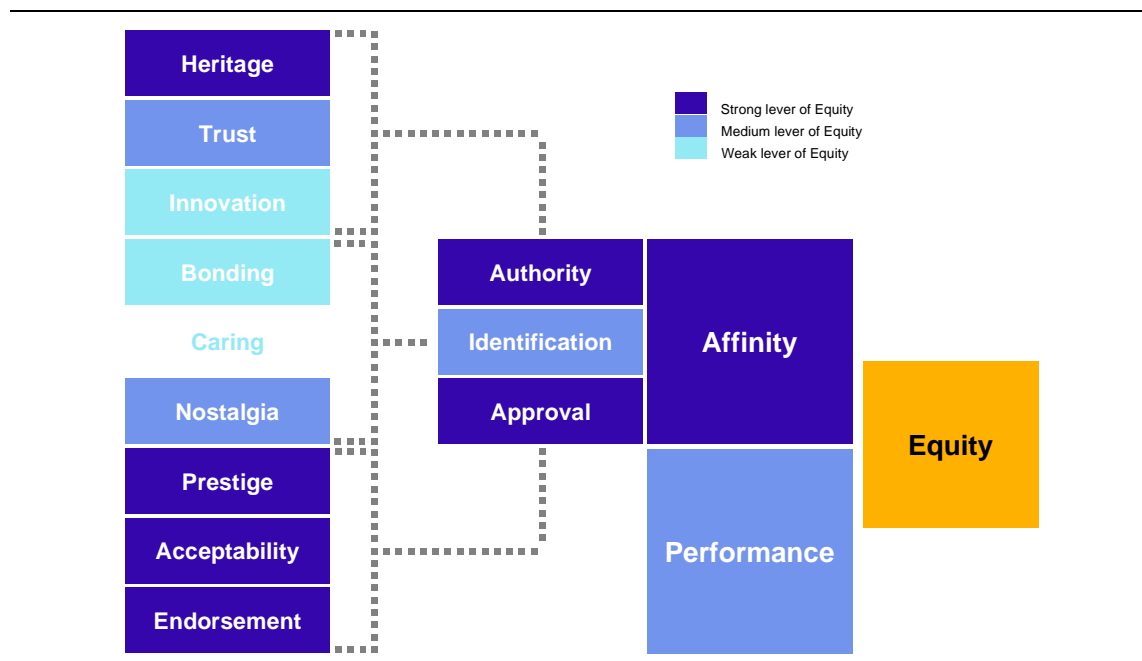 Heritage
Trust
Innovation
Bonding
Caring
Nostalgia
Prestige
Acceptability
Endorsement
Strong lever of Equity
Medium lever of Equity
Weak lever of Equity
Authority
Identification
Approval
Affinity
Performance
Equity